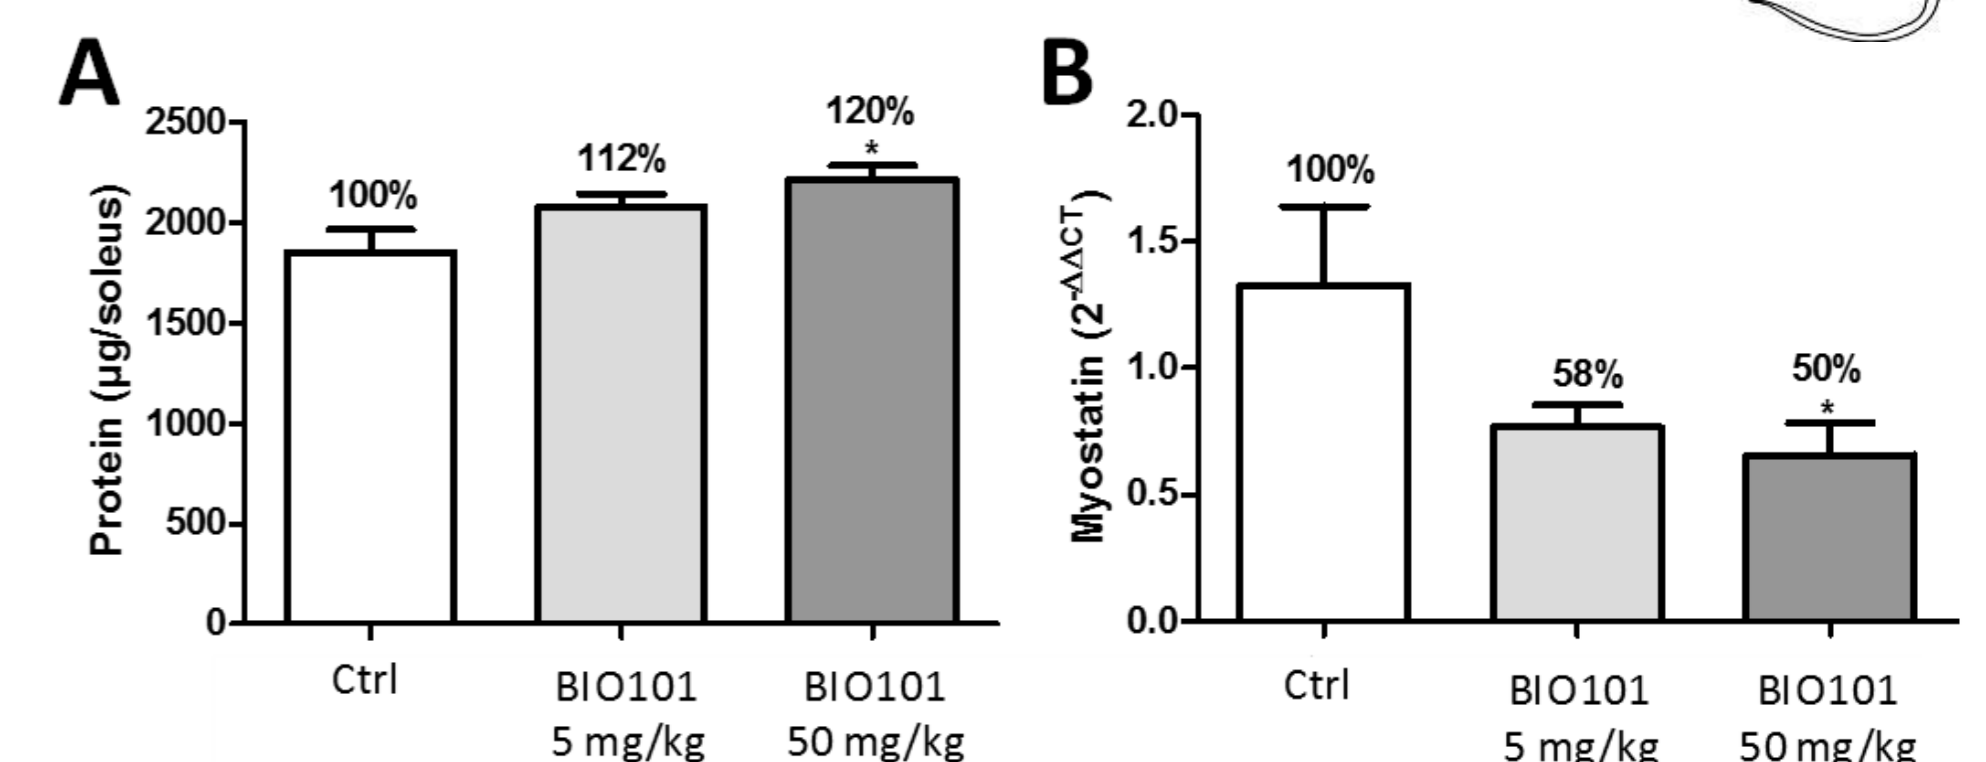 A
Protein (µg/soleus)
2500
2000
1500
1000
500
0
100%
112%
120%
*
Ctrl
BIO101
5 mg/kg
BIO101
50 mg/kg
B
Myostatin (2-ΔΔCT)
2.0
1.5
1.0
0.5
0.0
100%
58%
50%
*
Ctrl
BIO101
5 mg/kg
BIO101
50 mg/kg